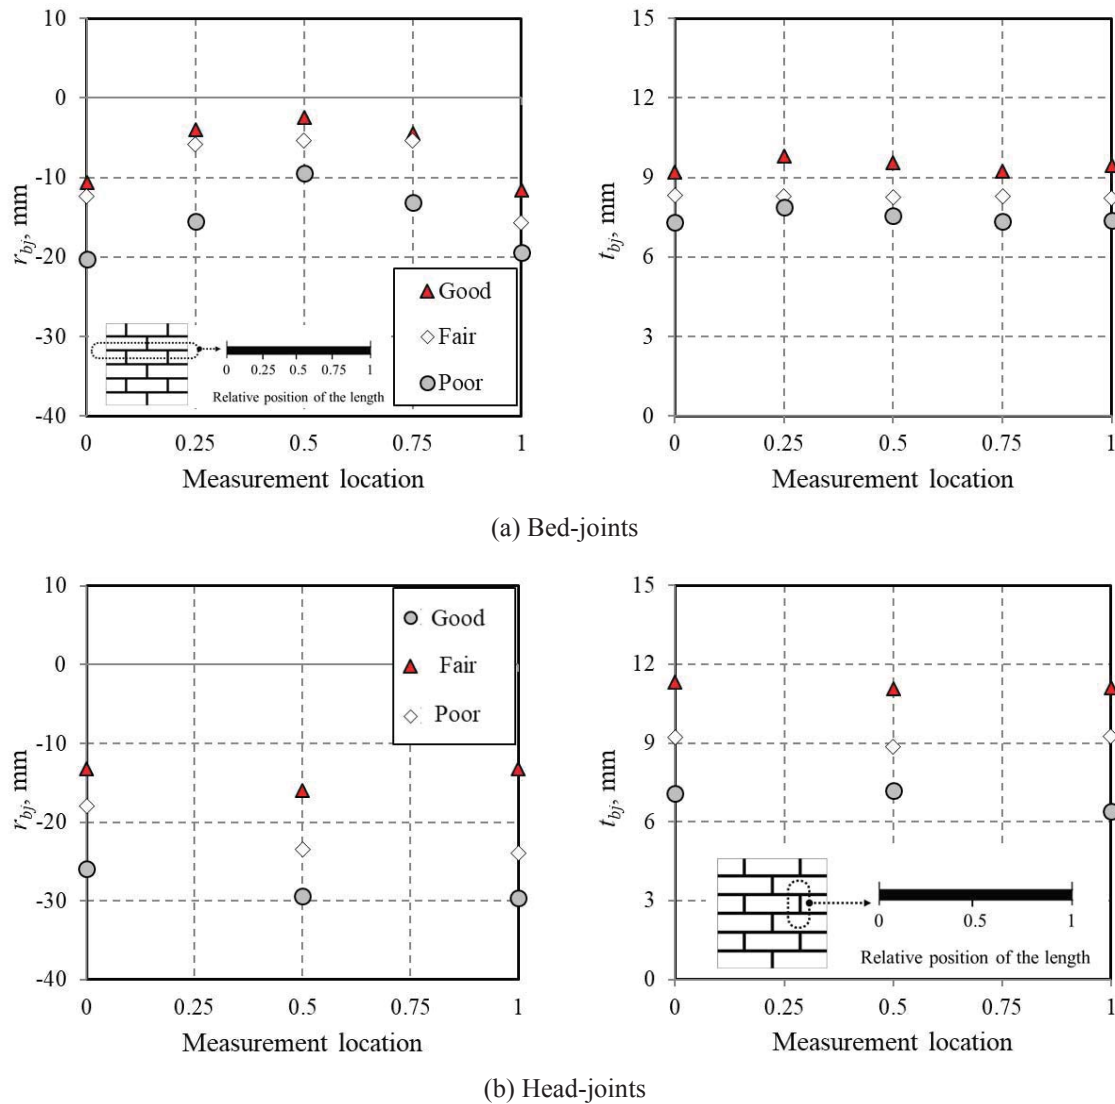 10
0
-10
-20
-30
-40
r_bj, mm
0 0.25 0.5 0.75 1
Measurement location
Good
Fair
Poor
0 0.25 0.5 0.75 1
Relative position of the length
15
12
9
6
3
0
t_bj, mm
0 0.25 0.5 0.75 1
Measurement location
(a) Bed-joints
10
0
-10
-20
-30
-40
r_bj, mm
0 0.25 0.5 0.75 1
Measurement location
Good
Fair
Poor
15
12
9
6
3
0
t_bj, mm
0 0.5 1
Relative position of the length
0 0.25 0.5 0.75 1
Measurement location
(b) Head-joints